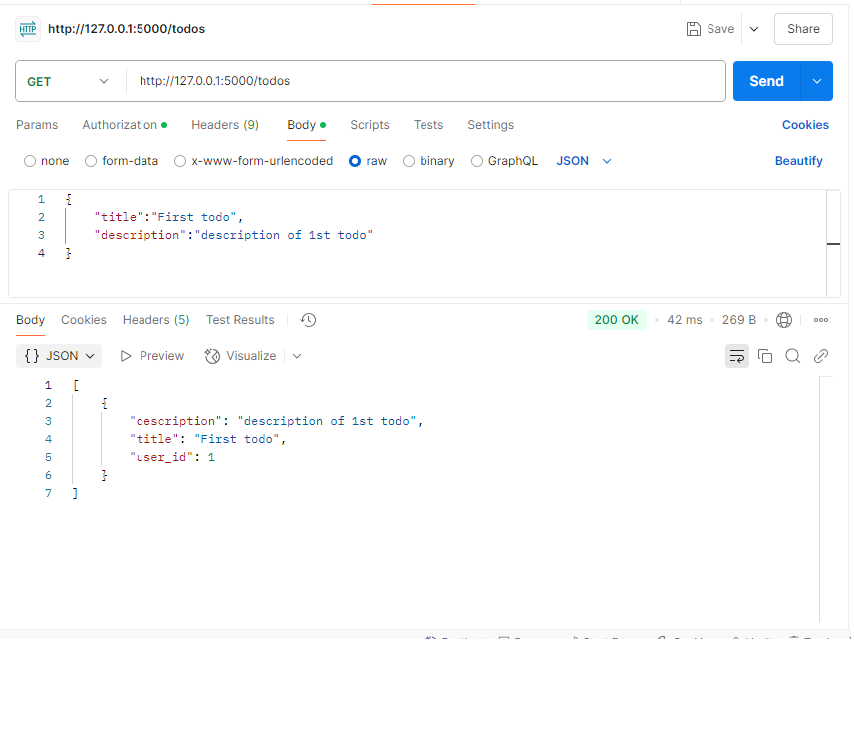 HTTP http://127.0.0.1:5000/todos Save Share
GET http://127.0.0.1:5000/todos Send
Params Authorization Headers (9) Body Scripts Tests Settings Cookies
none form-data x-www-form-urlencoded raw binary GraphQL JSON Beautify
1 {
2 "title":"First todo",
3 "description":"description of 1st todo"
4 }
Body Cookies Headers (5) Test Results 200 OK 42 ms 269 B
{} JSON Preview Visualize
1 [
2 {
3 "description": "description of 1st todo",
4 "title": "First todo",
5 "user_id": 1
6 }
7 ]